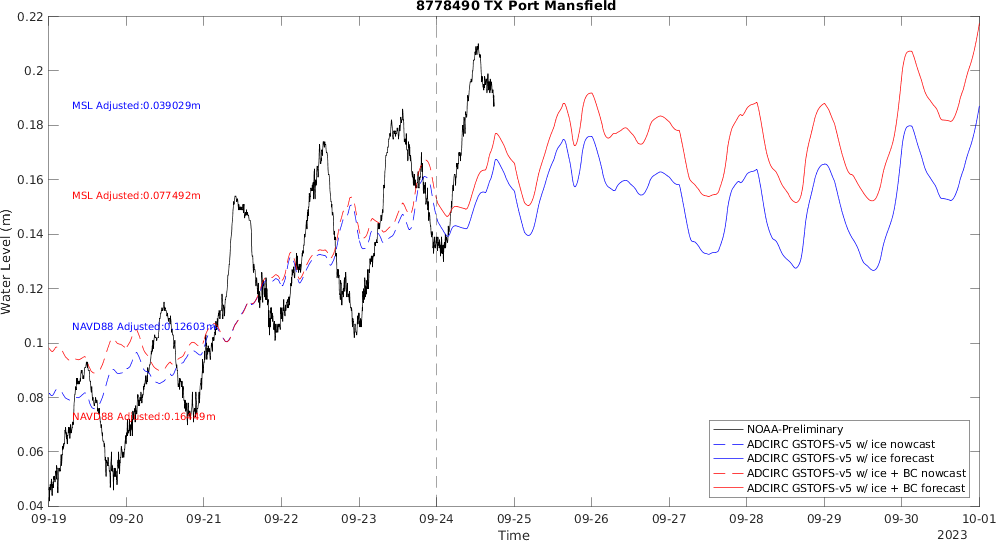 8778490 TX Port Mansfield
Water Level (m)
0.22
0.2
0.18
0.16
0.14
0.12
0.1
0.08
0.06
0.04
MSL Adjusted:0.039029m
MSL Adjusted:0.077492m
NAVD88 Adjusted:0.12603m
NAVD88 Adjusted:0.16449m
NOAA-Preliminary
ADCIRC GSTOFS-v5 w/ ice nowcast
ADCIRC GSTOFS-v5 w/ ice forecast
ADCIRC GSTOFS-v5 w/ ice + BC nowcast
ADCIRC GSTOFS-v5 w/ ice + BC forecast
09-19 09-20 09-21 09-22 09-23 09-24 09-25 09-26 09-27 09-28 09-29 09-30 10-01
Time
2023